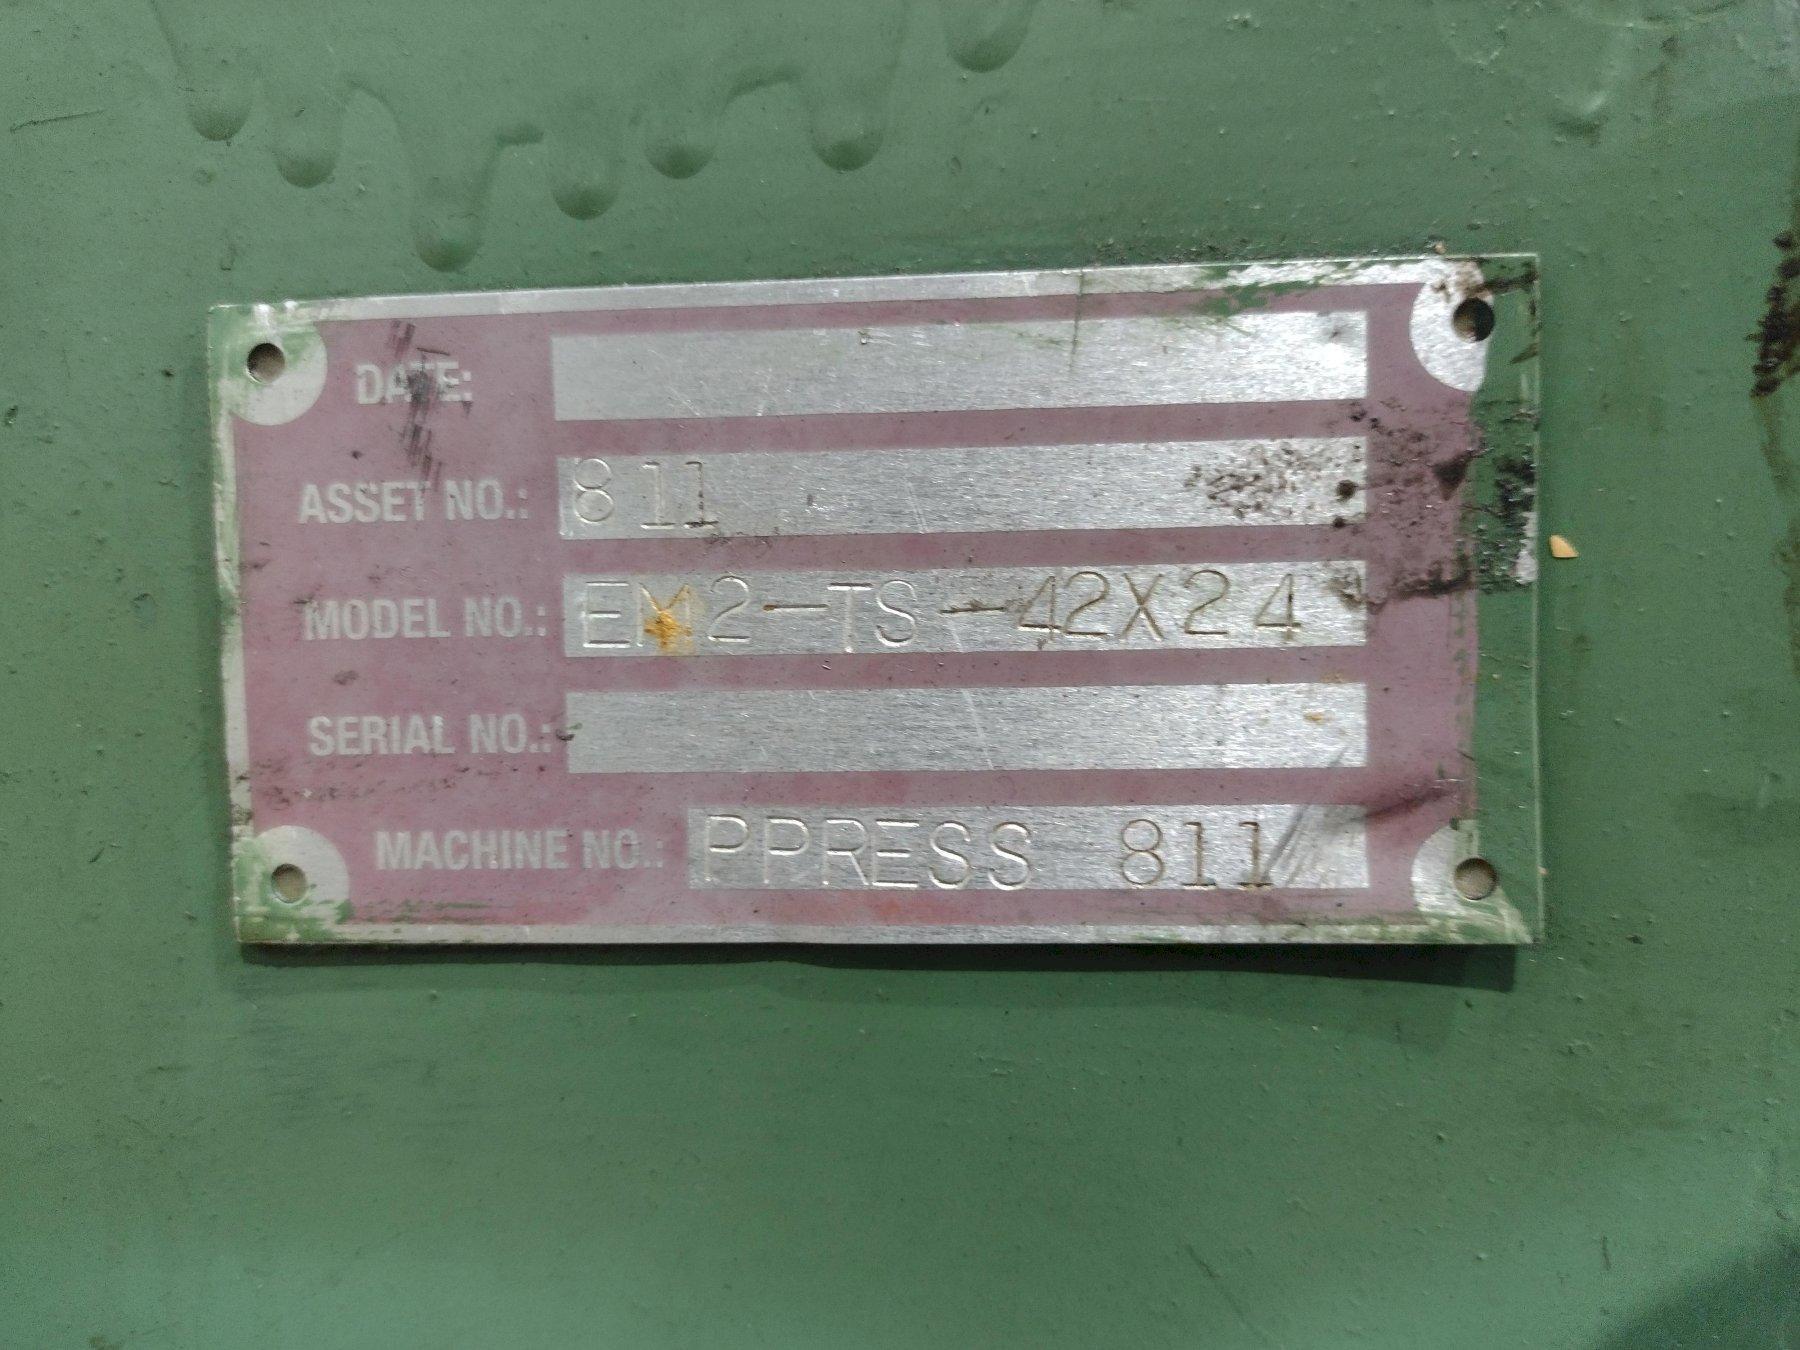 DATE:
ASSET NO.: 811
MODEL NO.: EM2-TS-42X24
SERIAL NO.:
MACHINE NO.: PPRESS 811